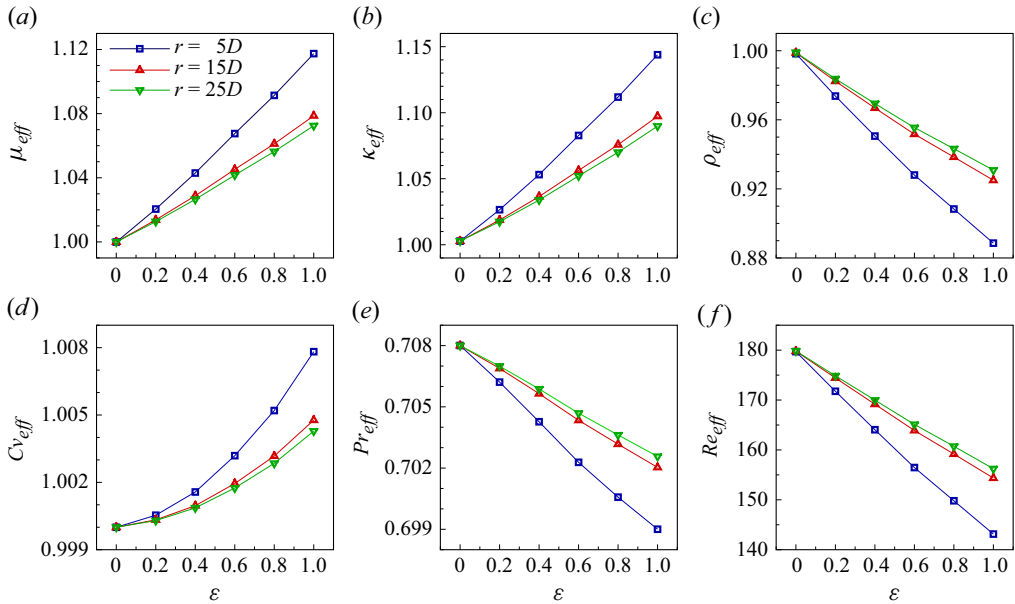 (a)
μeff
1.12
1.08
1.04
1.00
r = 5D
r = 15D
r = 25D
0 0.2 0.4 0.6 0.8 1.0
(b)
κeff
1.15
1.10
1.05
1.00
0 0.2 0.4 0.6 0.8 1.0
(c)
ρeff
1.00
0.96
0.92
0.88
0 0.2 0.4 0.6 0.8 1.0
(d)
Cveff
1.008
1.005
1.002
0.999
0 0.2 0.4 0.6 0.8 1.0
ε
(e)
Preff
0.708
0.705
0.702
0.699
0 0.2 0.4 0.6 0.8 1.0
ε
(f)
Reeff
180
170
160
150
140
0 0.2 0.4 0.6 0.8 1.0
ε